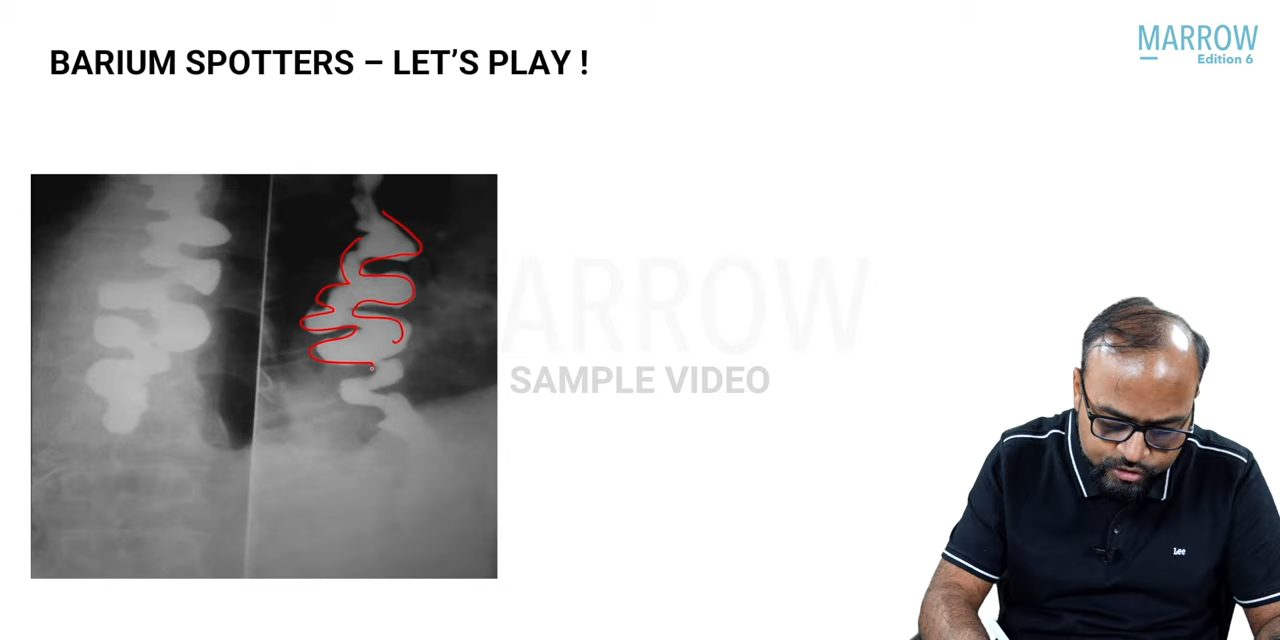 BARIUM SPOTTERS – LET’S PLAY !
MARROW
Edition 6
MARROW
SAMPLE VIDEO
Lee